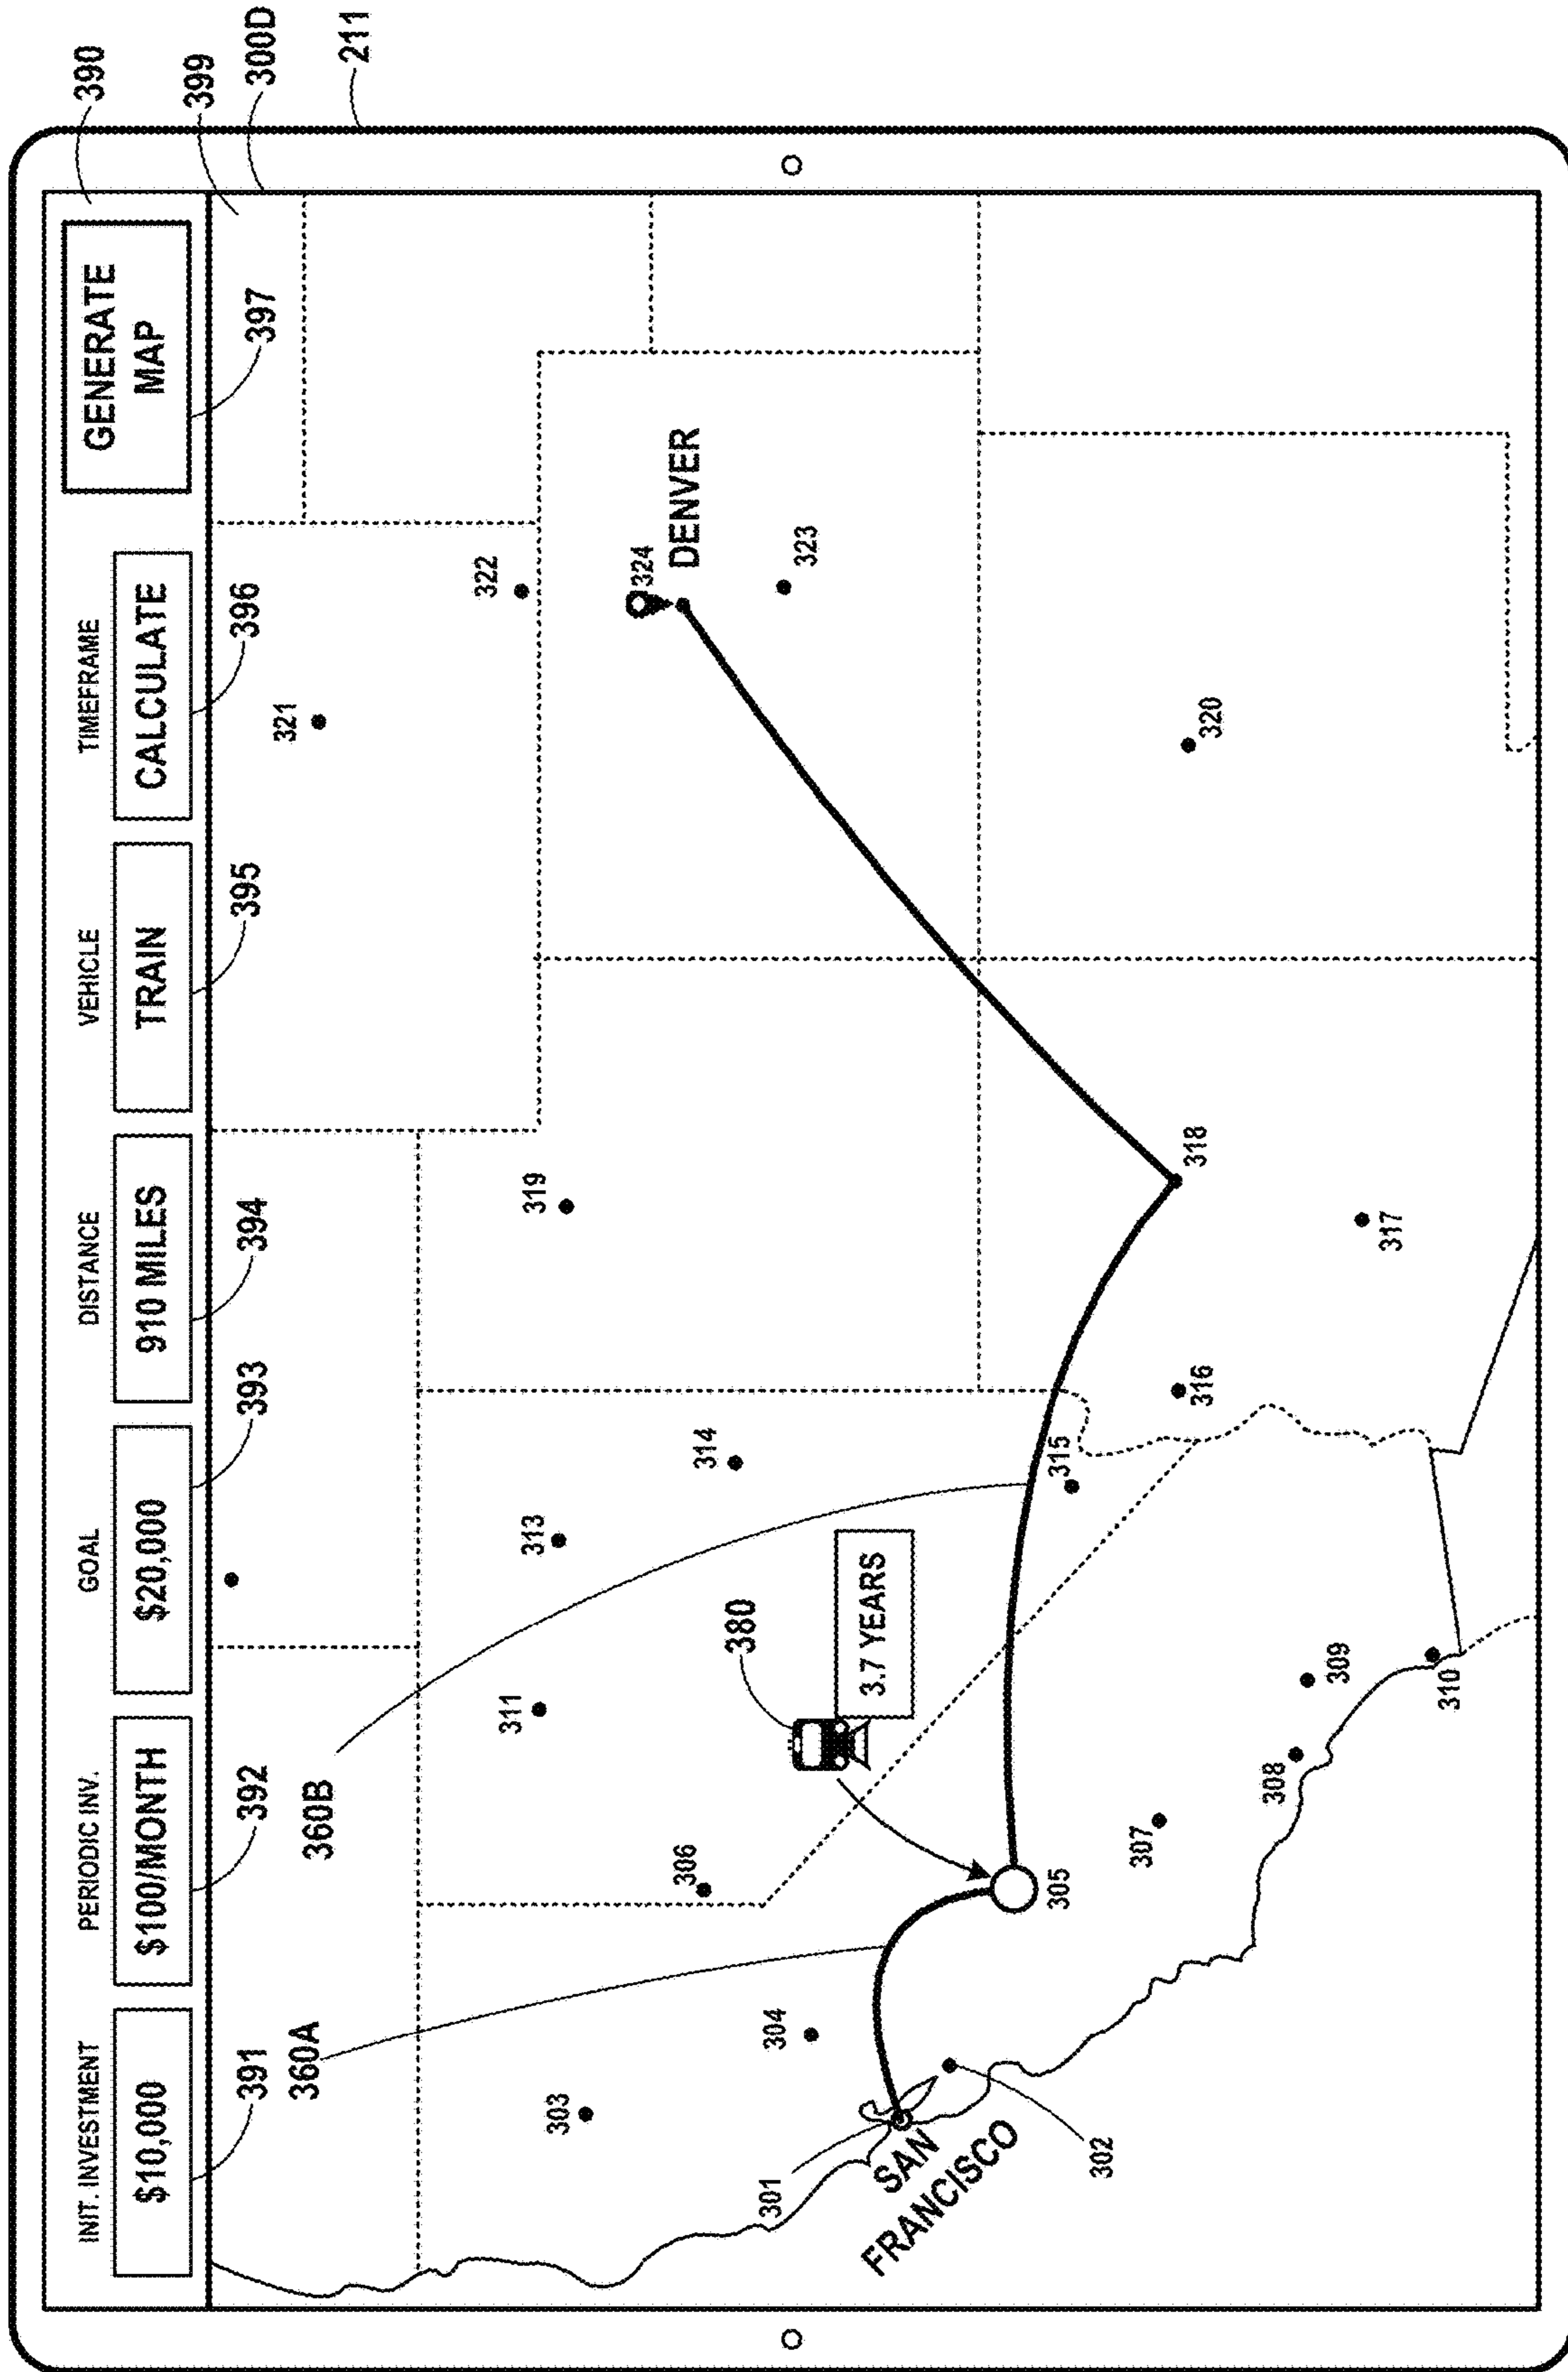 390
399
300D
211
INIT. INVESTMENT
PERIODIC INV.
GOAL
DISTANCE
VEHICLE
TIMEFRAME
$10,000
$100/MONTH
$20,000
910 MILES
TRAIN
CALCULATE
GENERATE
MAP
391
392
393
394
395
396
397
360A
360B
321
322
324
DENVER
323
303
311
313
319
306
314
380
3.7 YEARS
304
301
SAN
FRANCISCO
302
305
315
307
316
318
320
308
309
317
310